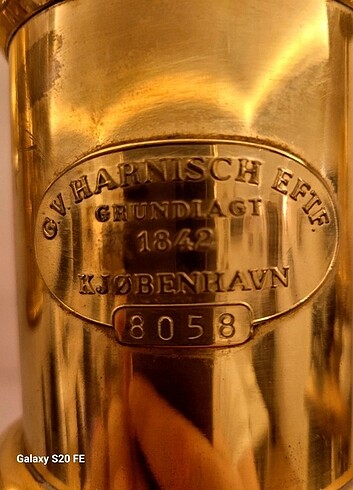 G.V. HARNISCH EFTF.
GRUNDLAGT
1842
KJØBENHAVN
8058
Galaxy S20 FE